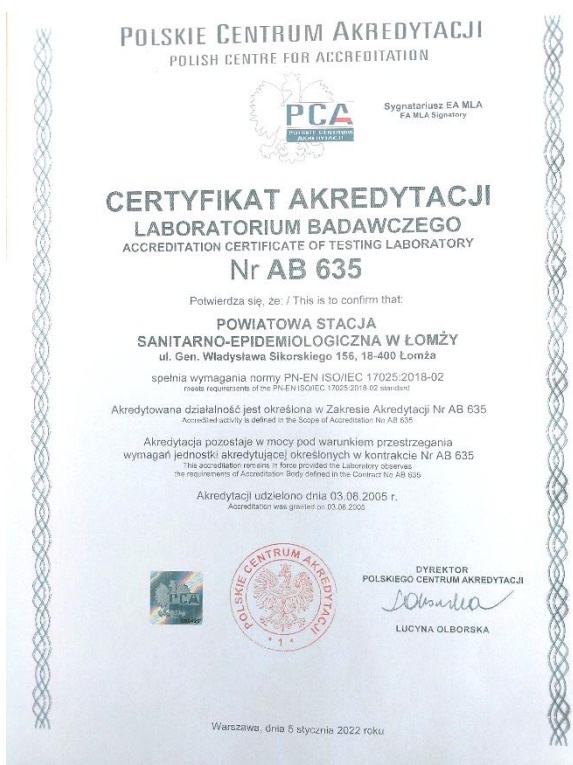 POLSKIE CENTRUM AKREDYTACJI
POLISH CENTRE FOR ACCREDITATION
PCA
POLSKIE CENTRUM
AKREDYTACJI
Sygnatariusz EA MLA
EA MLA Signatory
CERTYFIKAT AKREDYTACJI
LABORATORIUM BADAWCZEGO
ACCREDITATION CERTIFICATE OF TESTING LABORATORY
Nr AB 635
Potwierdza się, że: / This is to confirm that:
POWIATOWA STACJA
SANITARNO-EPIDEMIOLOGICZNA W ŁOMŻY
ul. Gen. Władysława Sikorskiego 156, 18-400 Łomża
spełnia wymagania normy PN-EN ISO/IEC 17025:2018-02
meets requirements of the PN-EN ISO/IEC 17025:2018-02 standard
Akredytowana działalność jest określona w Zakresie Akredytacji Nr AB 635
Accredited activity is defined in the Scope of Accreditation No AB 635
Akredytacja pozostaje w mocy pod warunkiem przestrzegania
wymagań jednostki akredytującej określonych w kontrakcie Nr AB 635
This accreditation remains in force provided the Laboratory observes
the requirements of Accreditation Body defined in the Contract No AB 635
Akredytacji udzielono dnia 03.08.2005 r.
Accreditation was granted on 03.08.2005
PCA
POLSKIE CENTRUM AKREDYTACJI
* 1 *
DYREKTOR
POLSKIEGO CENTRUM AKREDYTACJI
LUCYNA OLBORSKA
Warszawa, dnia 5 stycznia 2022 roku